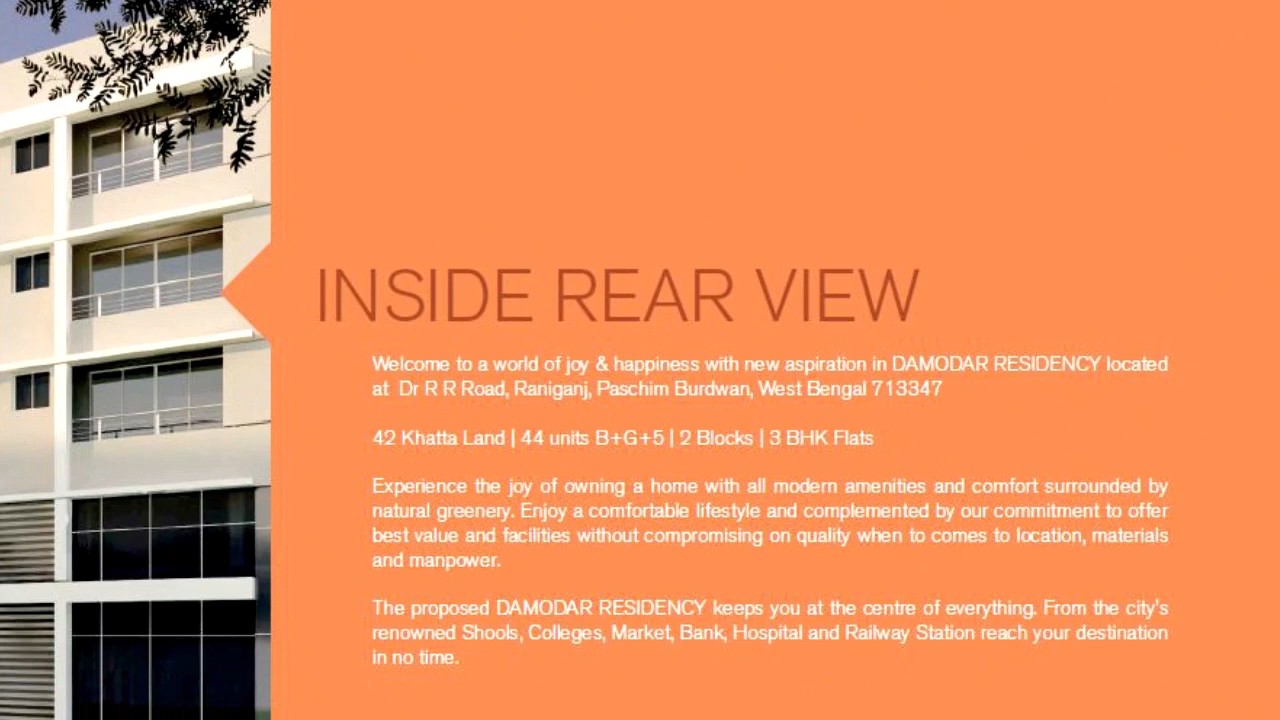 INSIDE REAR VIEW
Welcome to a world of joy & happiness with new aspiration in DAMODAR RESIDENCY located
at Dr R R Road, Raniganj, Paschim Burdwan, West Bengal 713347
42 Khatta Land | 44 units B+G+5 | 2 Blocks | 3 BHK Flats
Experience the joy of owning a home with all modern amenities and comfort surrounded by
natural greenery. Enjoy a comfortable lifestyle and complemented by our commitment to offer
best value and facilities without compromising on quality when to comes to location, materials
and manpower.
The proposed DAMODAR RESIDENCY keeps you at the centre of everything. From the city's
renowned Shools, Colleges, Market, Bank, Hospital and Railway Station reach your destination
in no time.